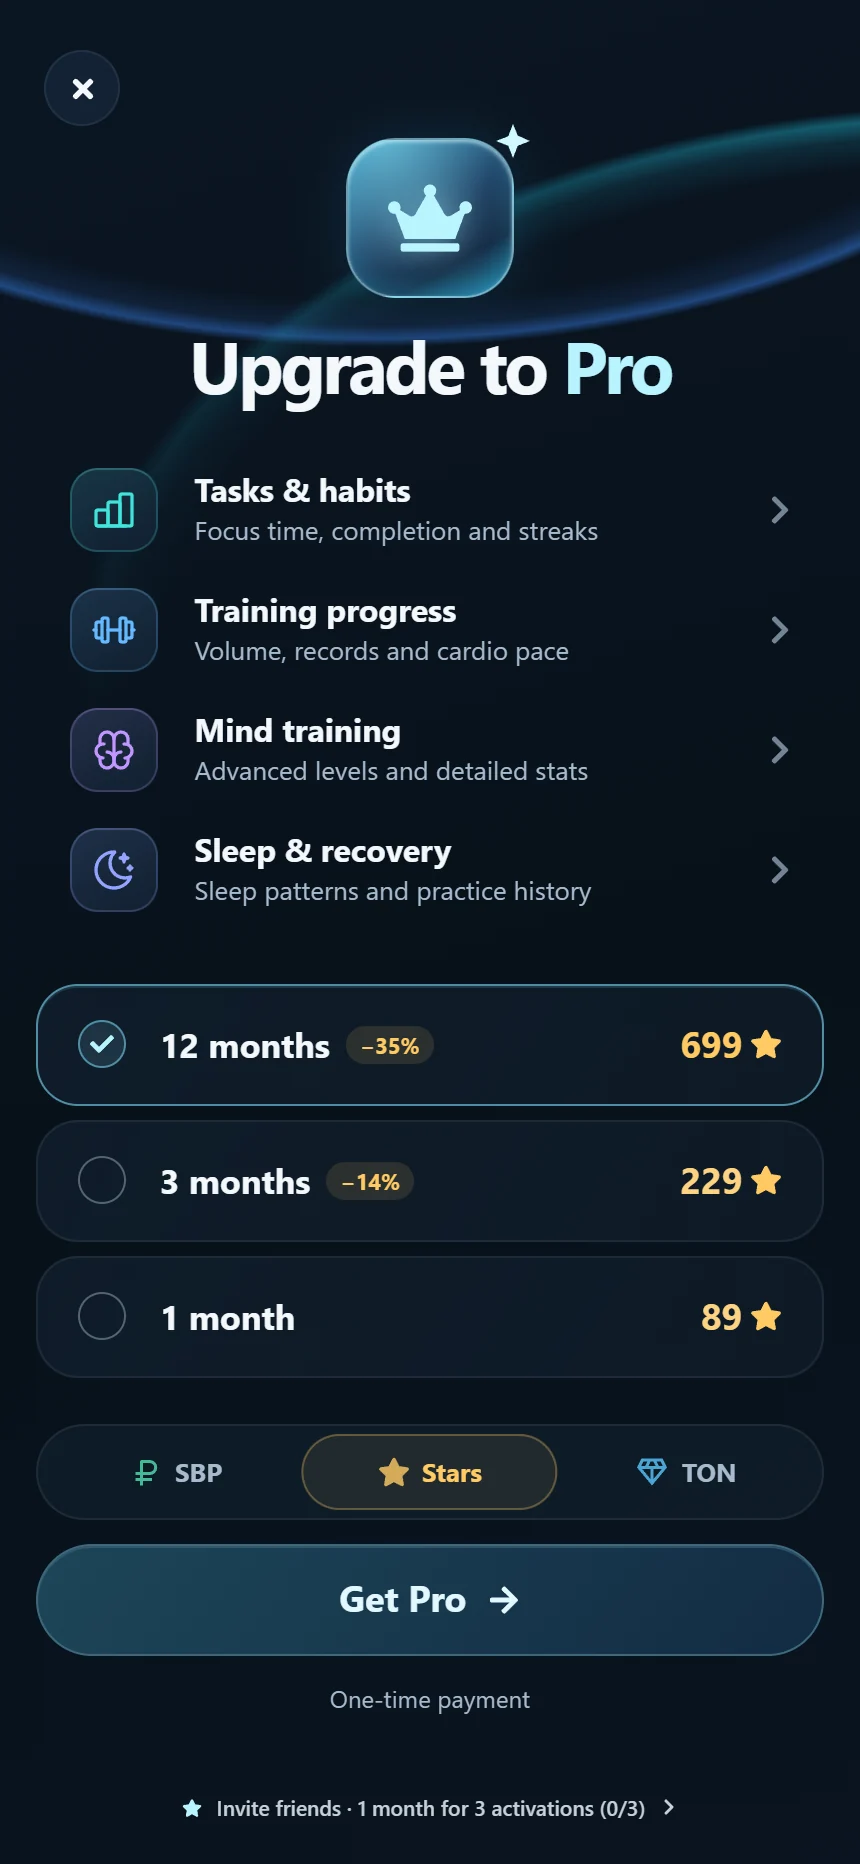 Upgrade to Pro
Tasks & habits
Focus time, completion and streaks
Training progress
Volume, records and cardio pace
Mind training
Advanced levels and detailed stats
Sleep & recovery
Sleep patterns and practice history
12 months –35% 699
3 months –14% 229
1 month 89
₽ SBP Stars TON
Get Pro →
One-time payment
Invite friends · 1 month for 3 activations (0/3)